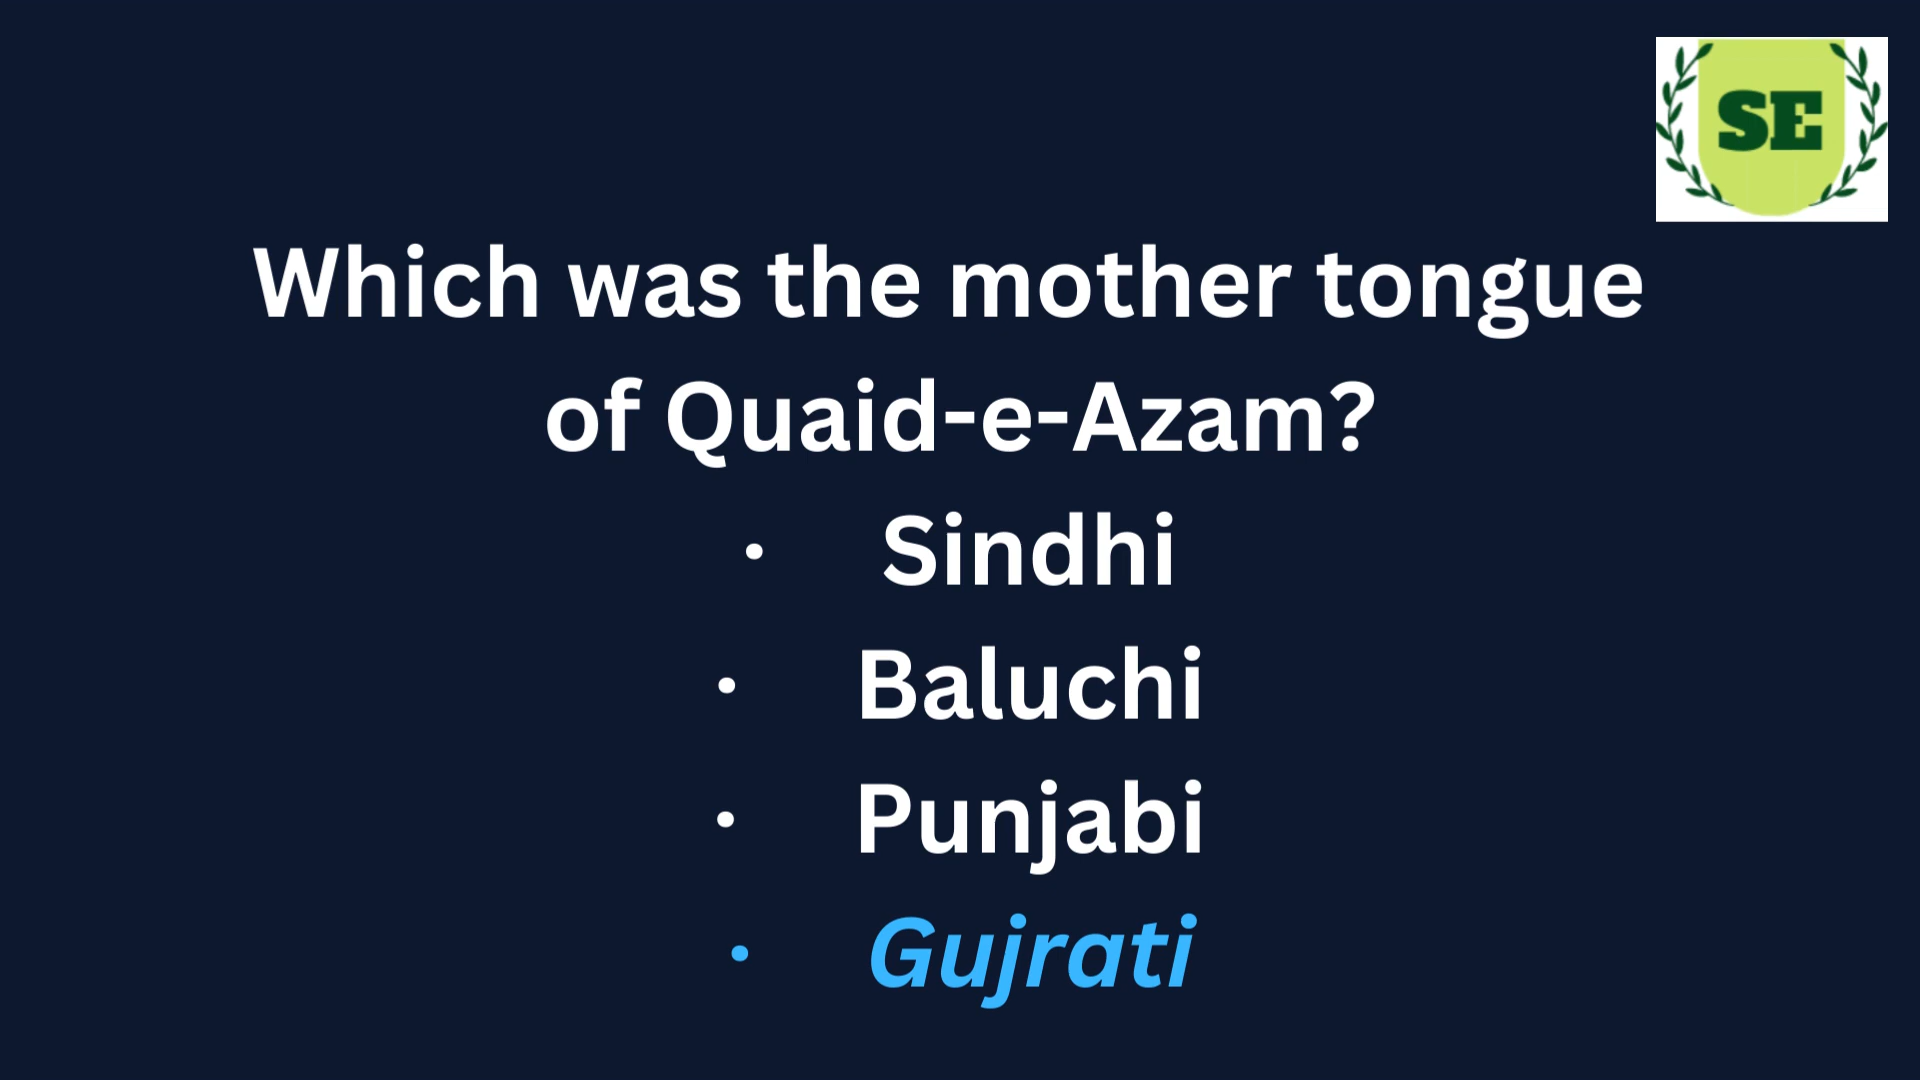 SE
Which was the mother tongue
of Quaid-e-Azam?
• Sindhi
• Baluchi
• Punjabi
• Gujrati